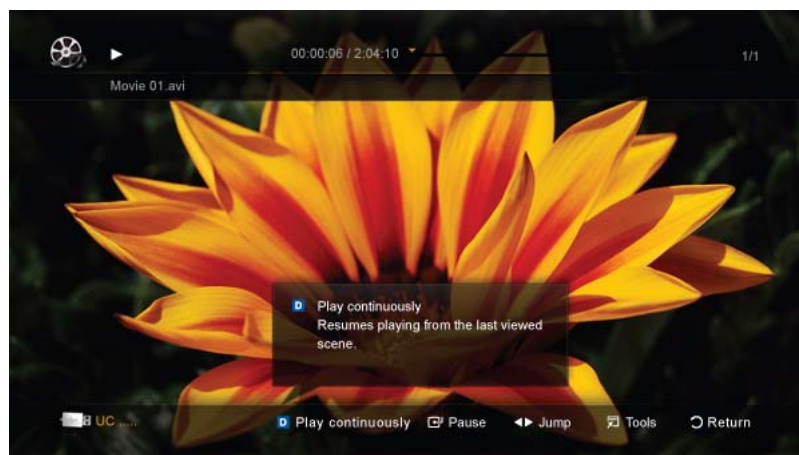 00:00:06 / 2:04:10
1/1
Movie 01.avi
D Play continuously
Resumes playing from the last viewed
scene.
UC .....
D Play continuously Pause Jump Tools Return